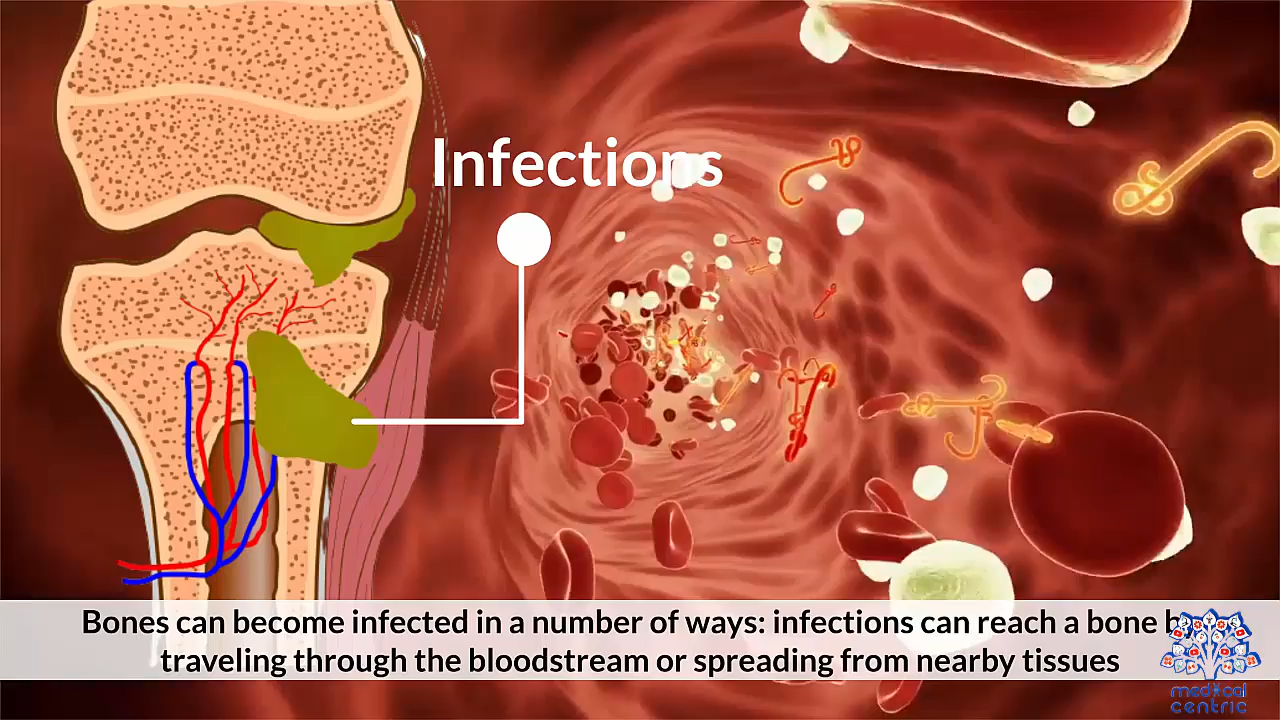 Infections
Bones can become infected in a number of ways: infections can reach a bone
traveling through the bloodstream or spreading from nearby tissues
medical
centric